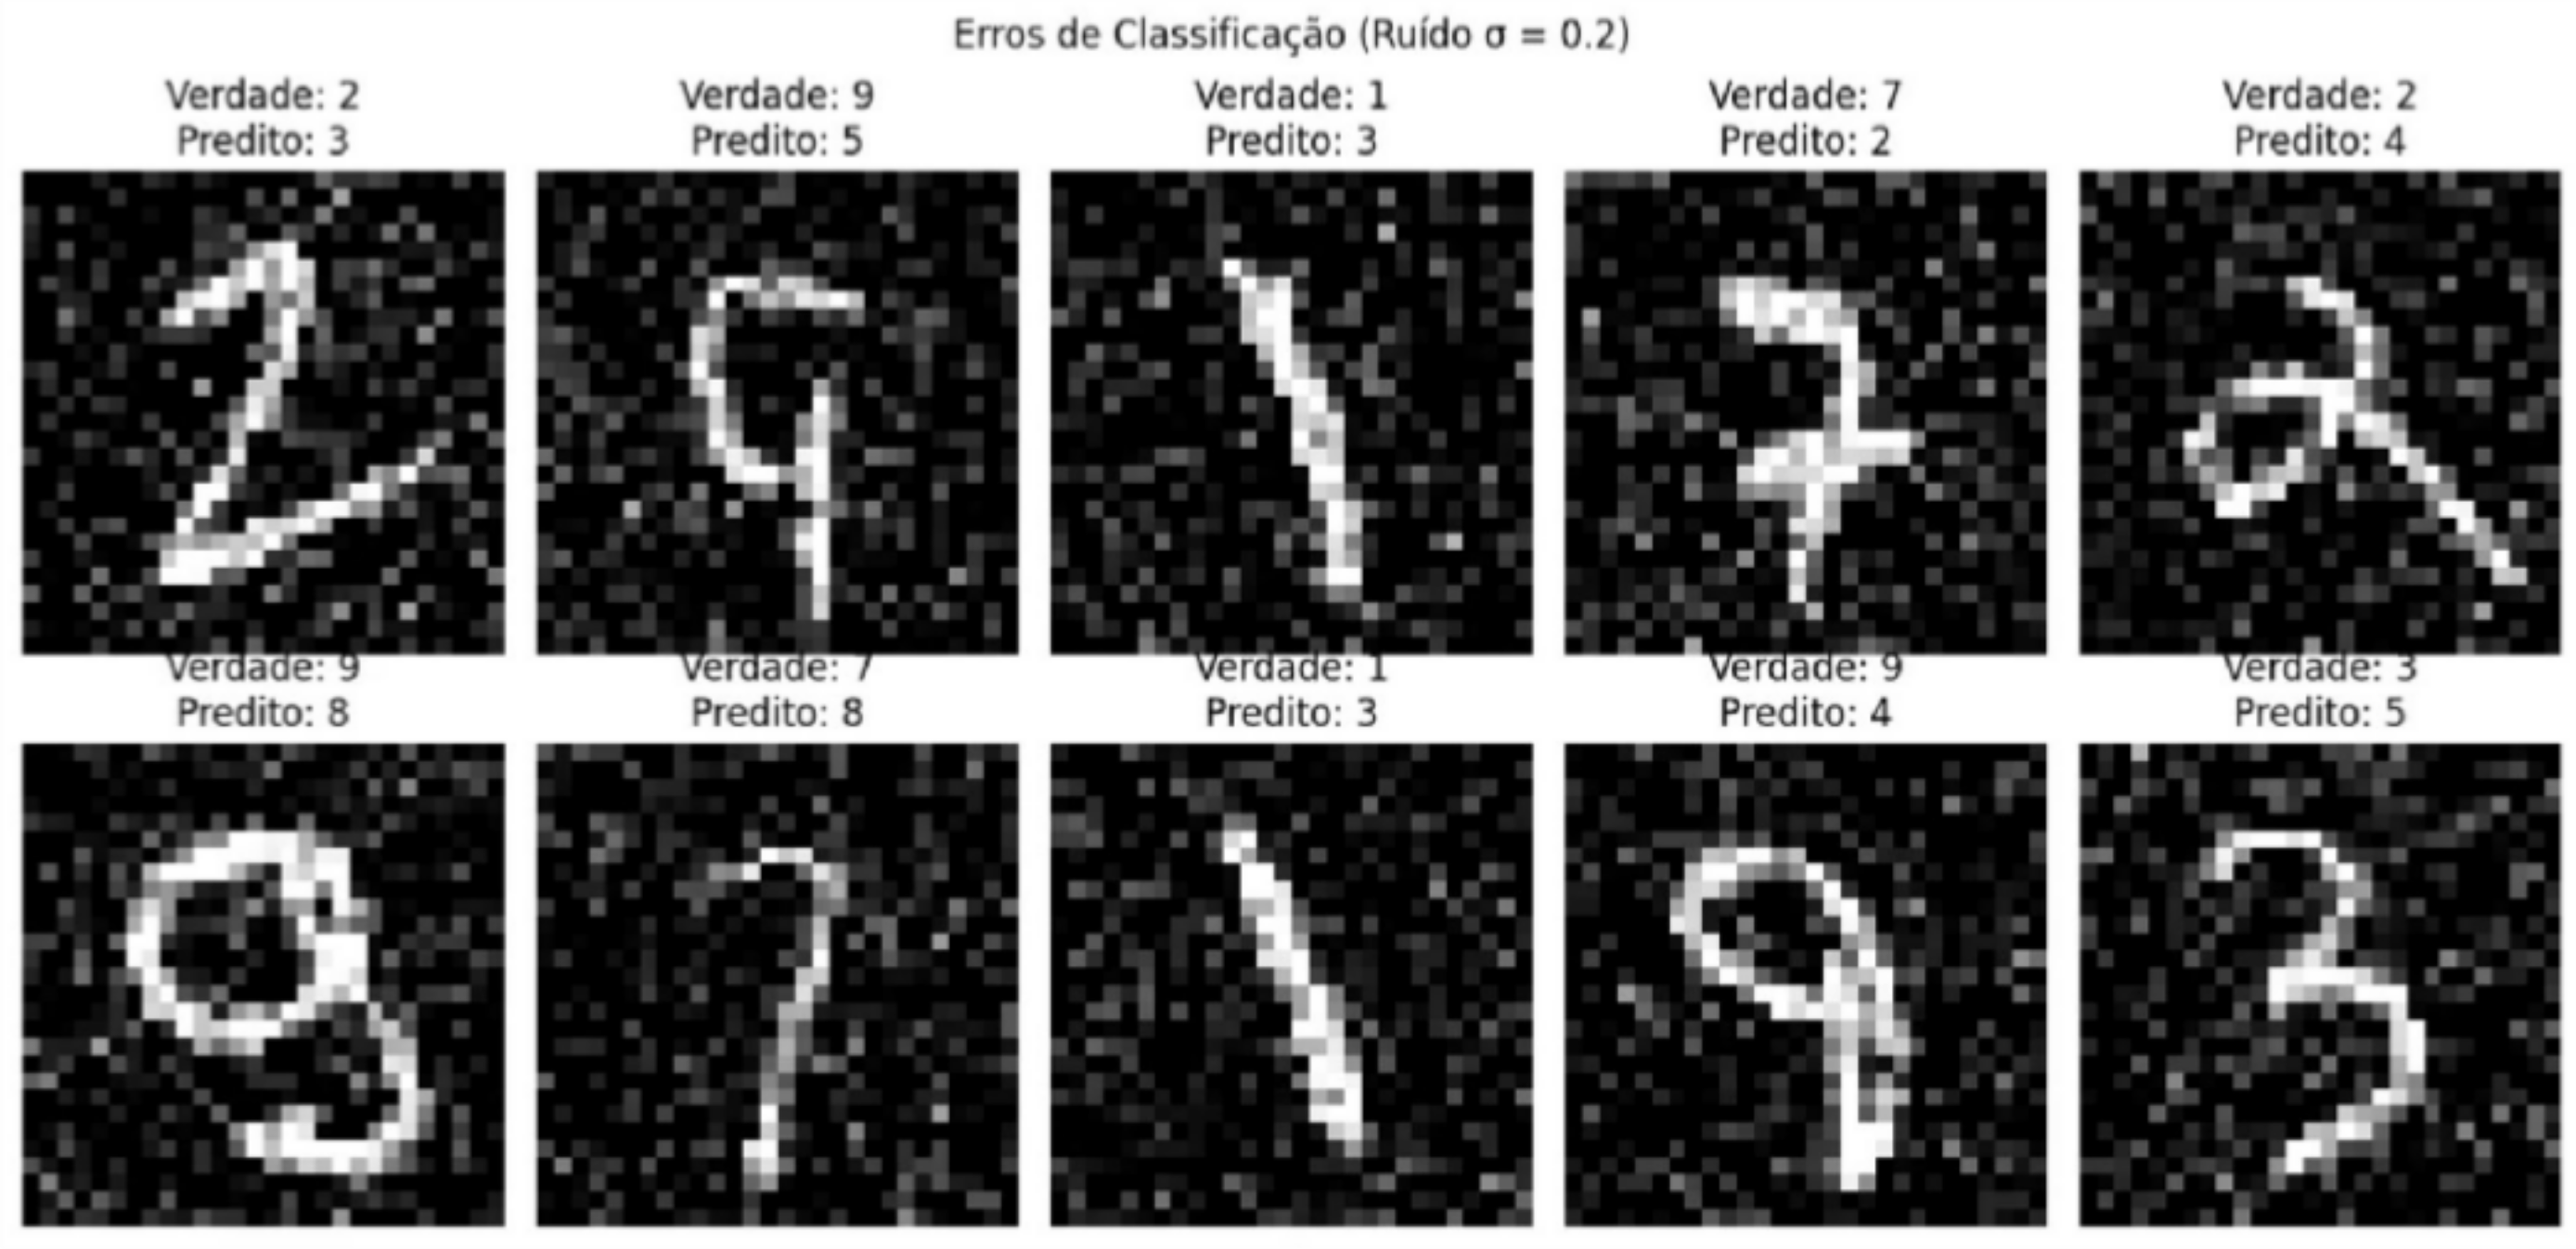 Erros de Classificação (Ruído σ = 0.2)
Verdade: 2
Predito: 3
Verdade: 9
Predito: 5
Verdade: 1
Predito: 3
Verdade: 7
Predito: 2
Verdade: 2
Predito: 4
Verdade: 9
Predito: 8
Verdade: 7
Predito: 8
Verdade: 1
Predito: 3
Verdade: 9
Predito: 4
Verdade: 3
Predito: 5